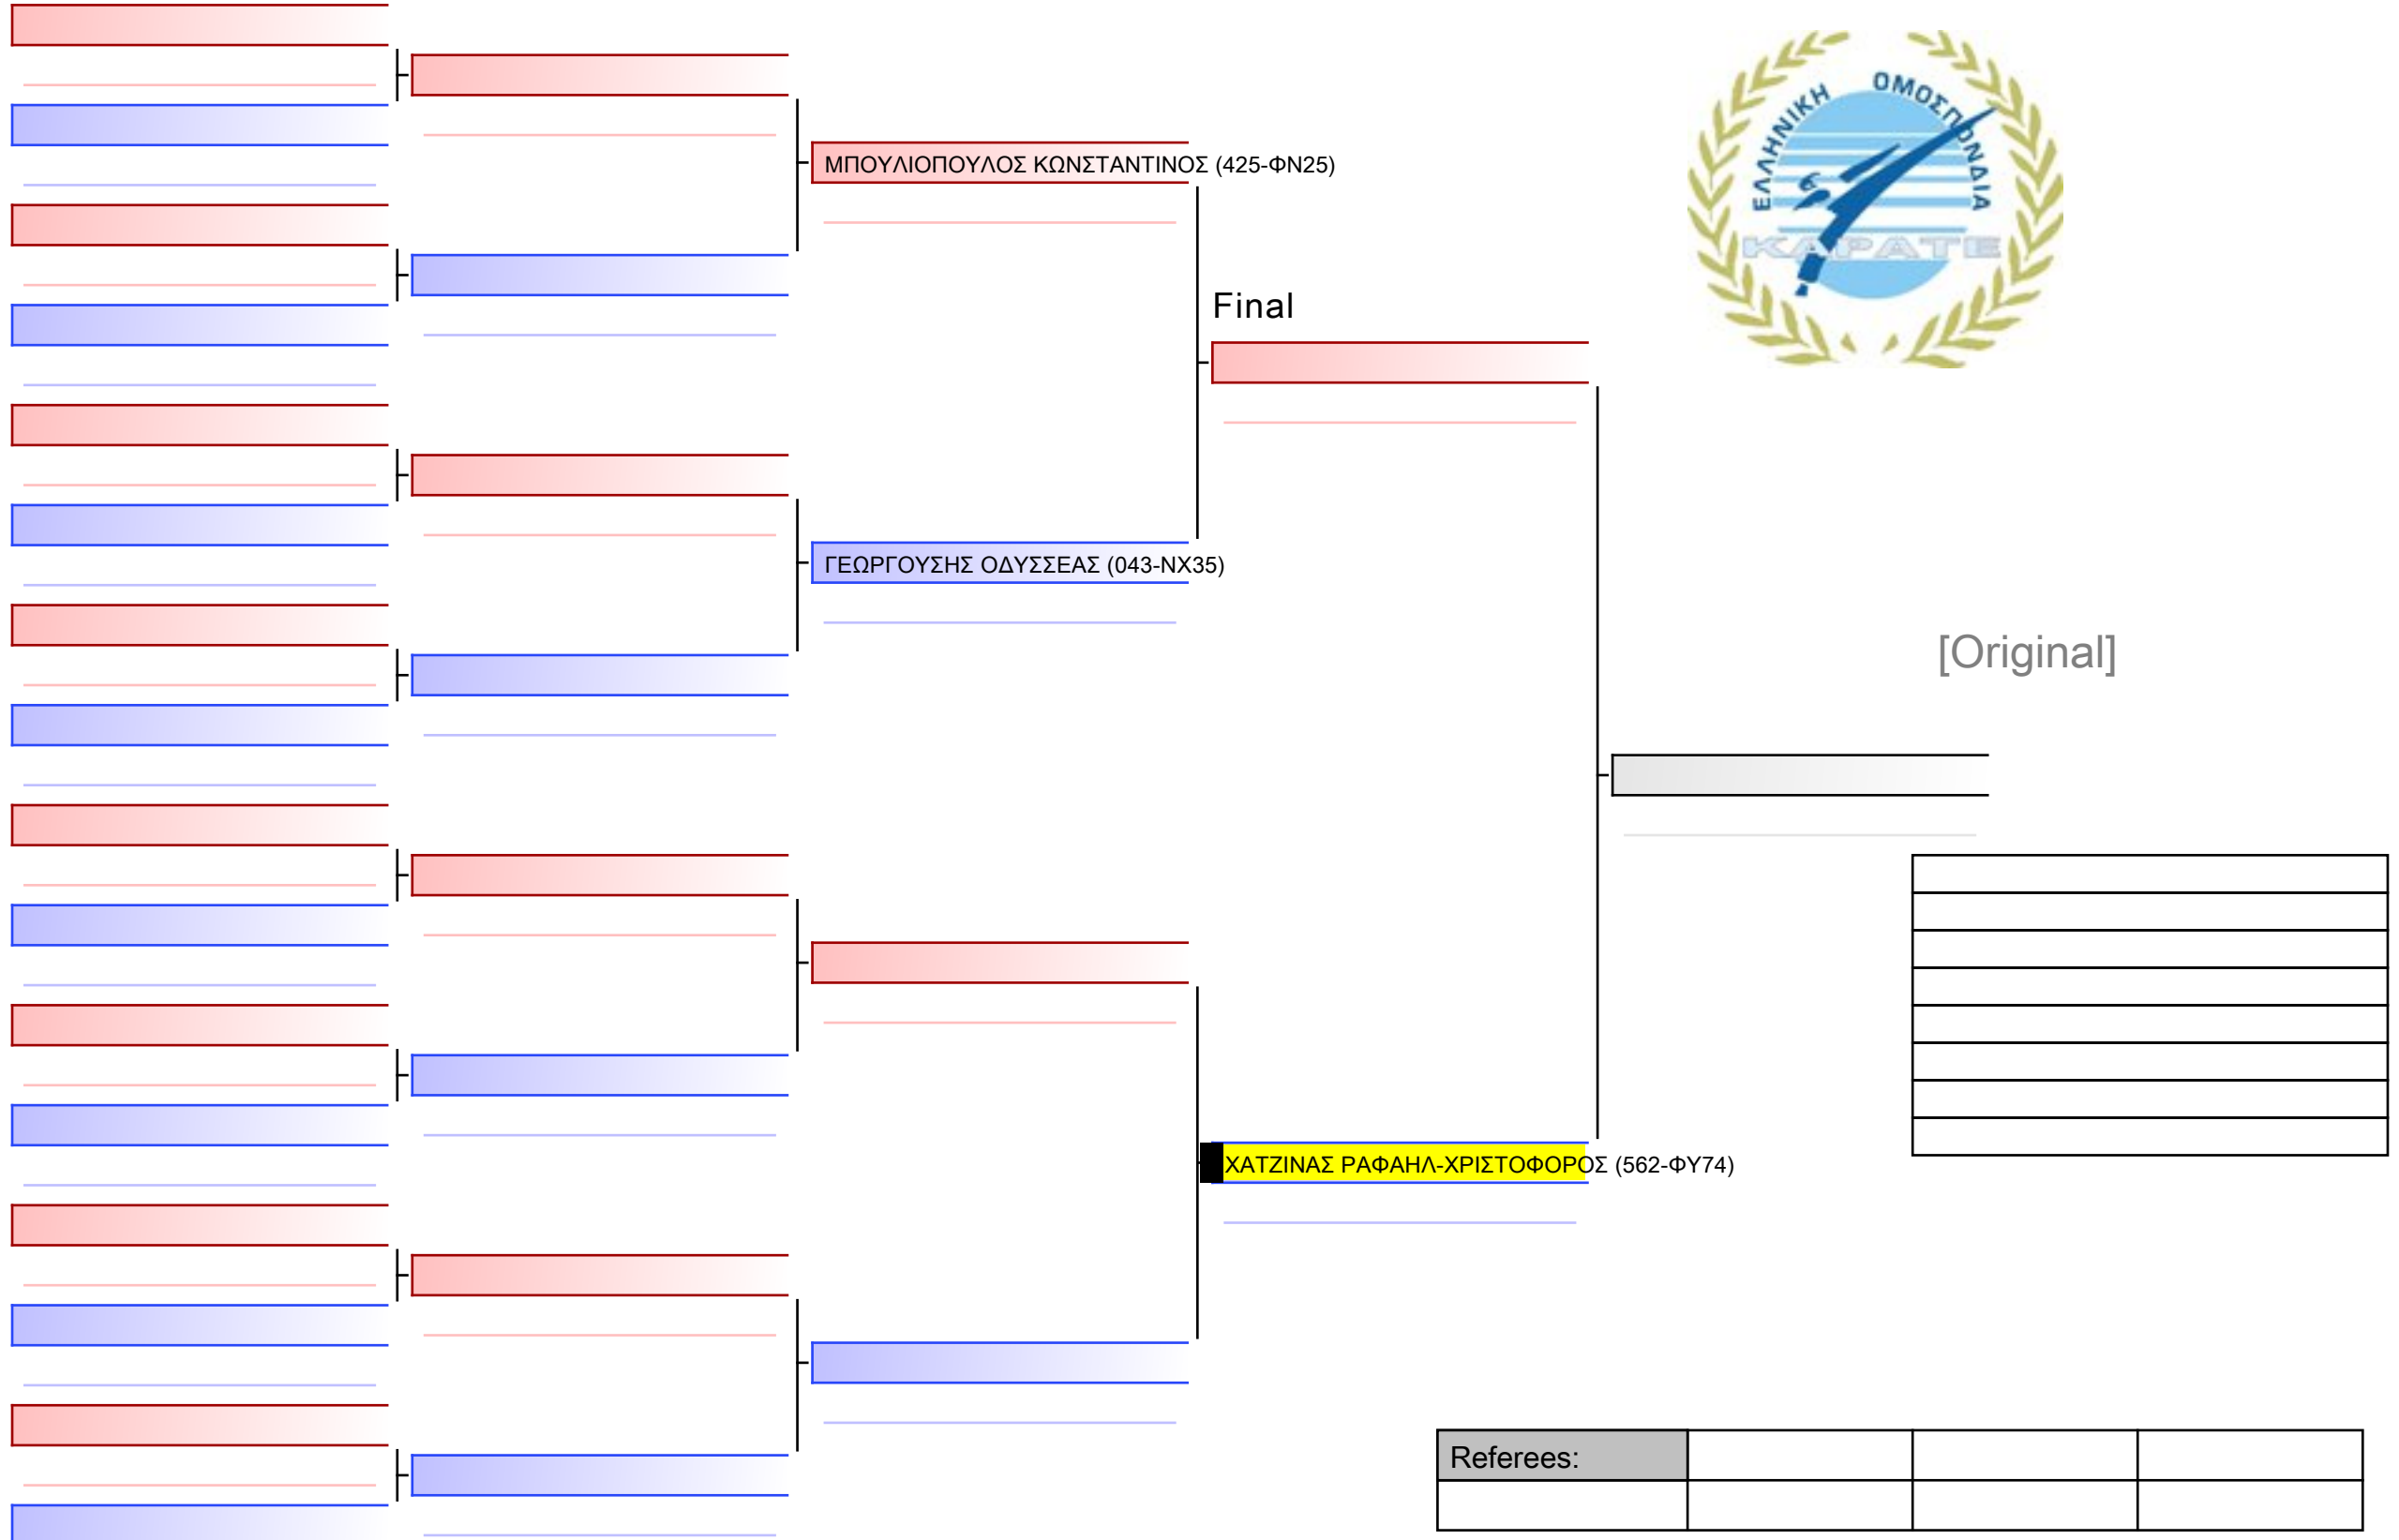 ΕΛΛΗΝΙΚΗ ΟΜΟΣΠΟΝΔΙΑ
ΚΑΡΑΤΕ
ΜΠΟΥΛΙΟΠΟΥΛΟΣ ΚΩΝΣΤΑΝΤΙΝΟΣ (425-ΦΝ25)
Final
ΓΕΩΡΓΟΥΣΗΣ ΟΔΥΣΣΕΑΣ (043-ΝΧ35)
[Original]
ΧΑΤΖΙΝΑΣ ΡΑΦΑΗΛ-ΧΡΙΣΤΟΦΟΡΟΣ (562-ΦΥ74)
Referees: